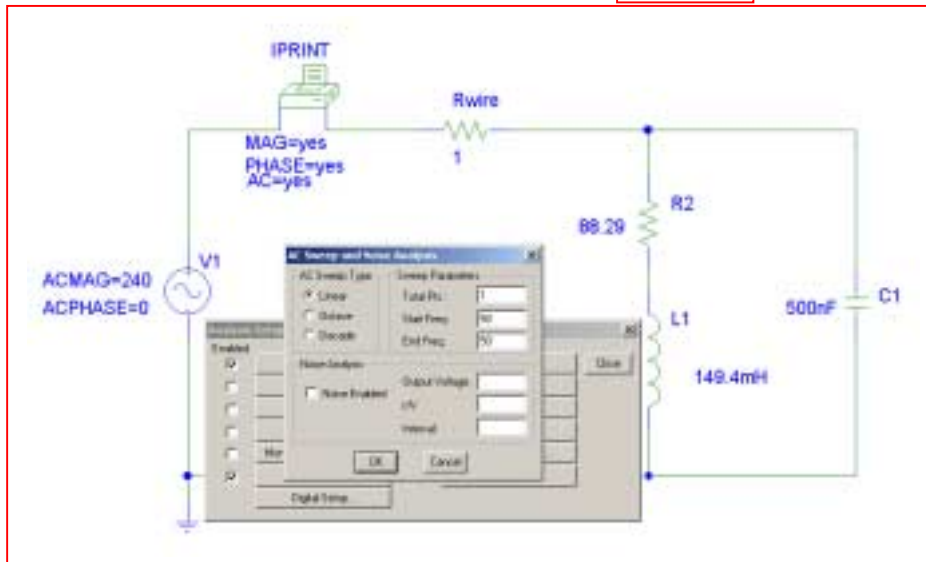 IPRINT
Rwire
MAG=yes
PHASE=yes
AC=yes
1
R2
88.29
V1
ACMAG=240
ACPHASE=0
AC Sweep and Noise Analysis
AC Sweep Type
Sweep Parameters
Linear
Octave
Decade
Total Pts.:
1
Start Freq.:
50
End Freq.:
50
Enabled
Close
Noise Analysis
Noise Enabled
Output Voltage:
I/V:
Interval:
OK
Cancel
Digital Setup...
L1
149.4mH
500nF
C1